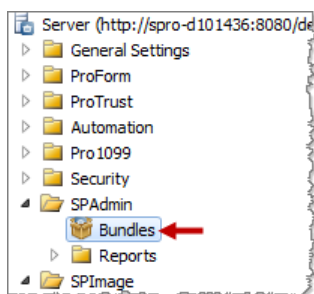 Server (http://spro-d101436:8080/de
General Settings
ProForm
ProTrust
Automation
Pro1099
Security
SPAdmin
Bundles
Reports
SPImage